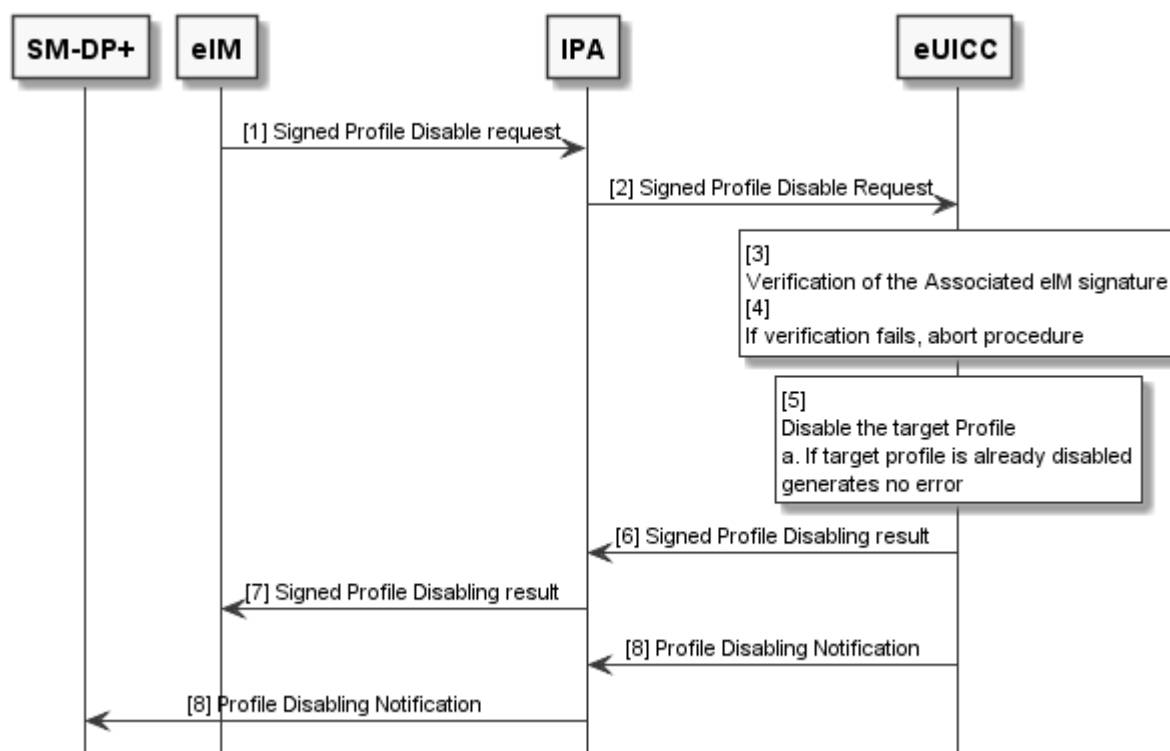 SM-DP+
eIM
IPA
eUICC
[1] Signed Profile Disable request
[2] Signed Profile Disable Request
[3]
Verification of the Associated eIM signature
[4]
If verification fails, abort procedure
[5]
Disable the target Profile
a. If target profile is already disabled
generates no error
[6] Signed Profile Disabling result
[7] Signed Profile Disabling result
[8] Profile Disabling Notification
[8] Profile Disabling Notification